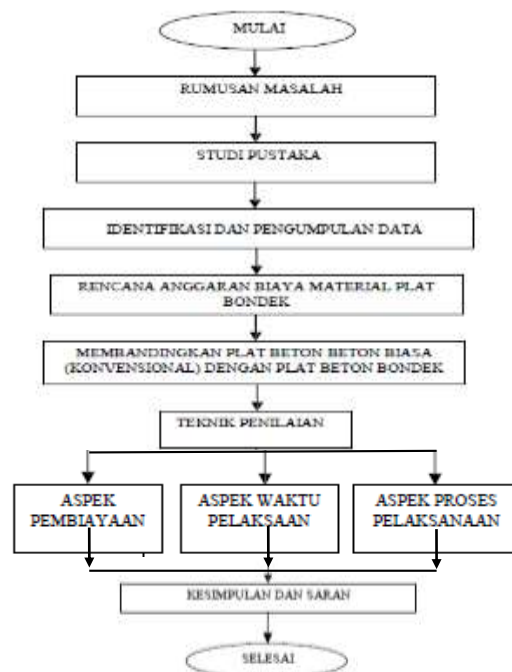 MULAI
RUMUSAN MASALAH
STUDI PUSTAKA
IDENTIFIKASI DAN PENGUMPULAN DATA
RENCANA ANGGARAN BIAYA MATERIAL PLAT
BONDEK
MEMBANDINGKAN PLAT BETON BETON BIASA
(KONVENSIONAL) DENGAN PLAT BETON BONDEK
TEKNIK PENILAIAN
ASPEK
PEMBIAYAAN
ASPEK WAKTU
PELAKSAAN
ASPEK PROSES
PELAKSANAAN
KESIMPULAN DAN SARAN
SELESAI